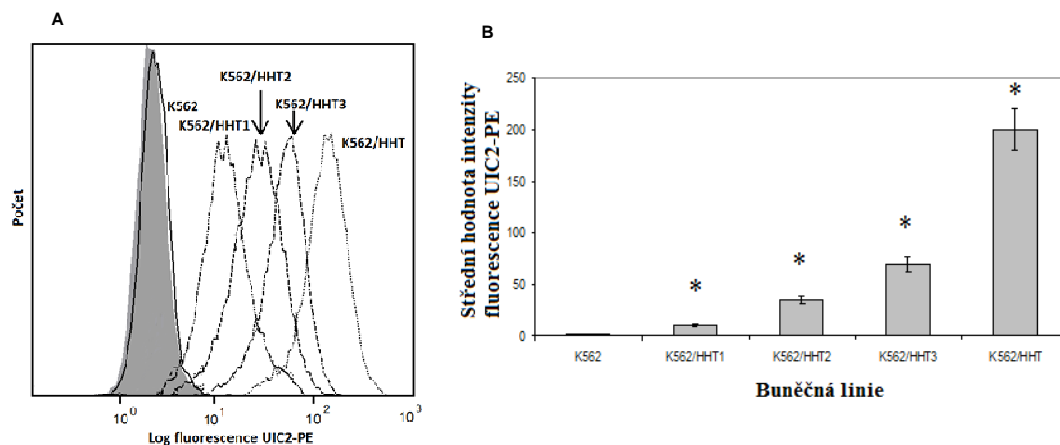 A
K562
K562/HHT1
K562/HHT2
K562/HHT3
K562/HHT
Počet
10⁰
10¹
10²
10³
Log fluorescence UIC2-PE
B
Střední hodnota intenzity
fluorescence UIC2-PE
250
200
150
100
50
0
*
*
*
*
K562
K562/HHT1
K562/HHT2
K562/HHT3
K562/HHT
Buněčná linie